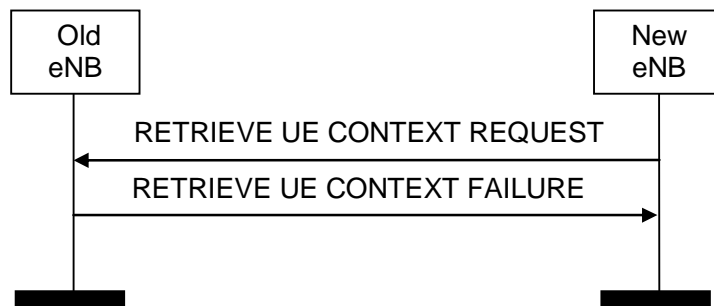 Old
eNB
New
eNB
RETRIEVE UE CONTEXT REQUEST
RETRIEVE UE CONTEXT FAILURE